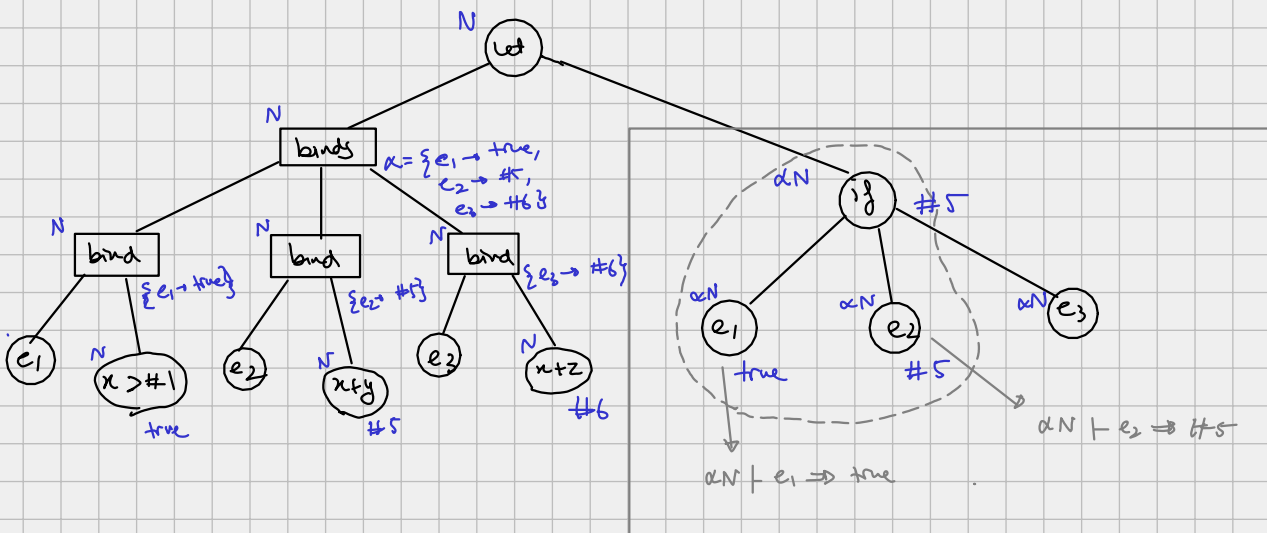 N
let
N
binds
α = {e1 → true,
e2 → #5,
e3 → #6}
αN
if
#5
N
bind
{e1 → true}
N
bind
{e2 → #5}
N
bind
{e3 → #6}
αN
e1
true
αN
e2
#5
αN
e3
e1
N
x > #1
true
e2
N
x+y
#5
e3
N
x+z
#6
αN ⊢ e2 ⇒ #5
αN ⊢ e1 ⇒ true